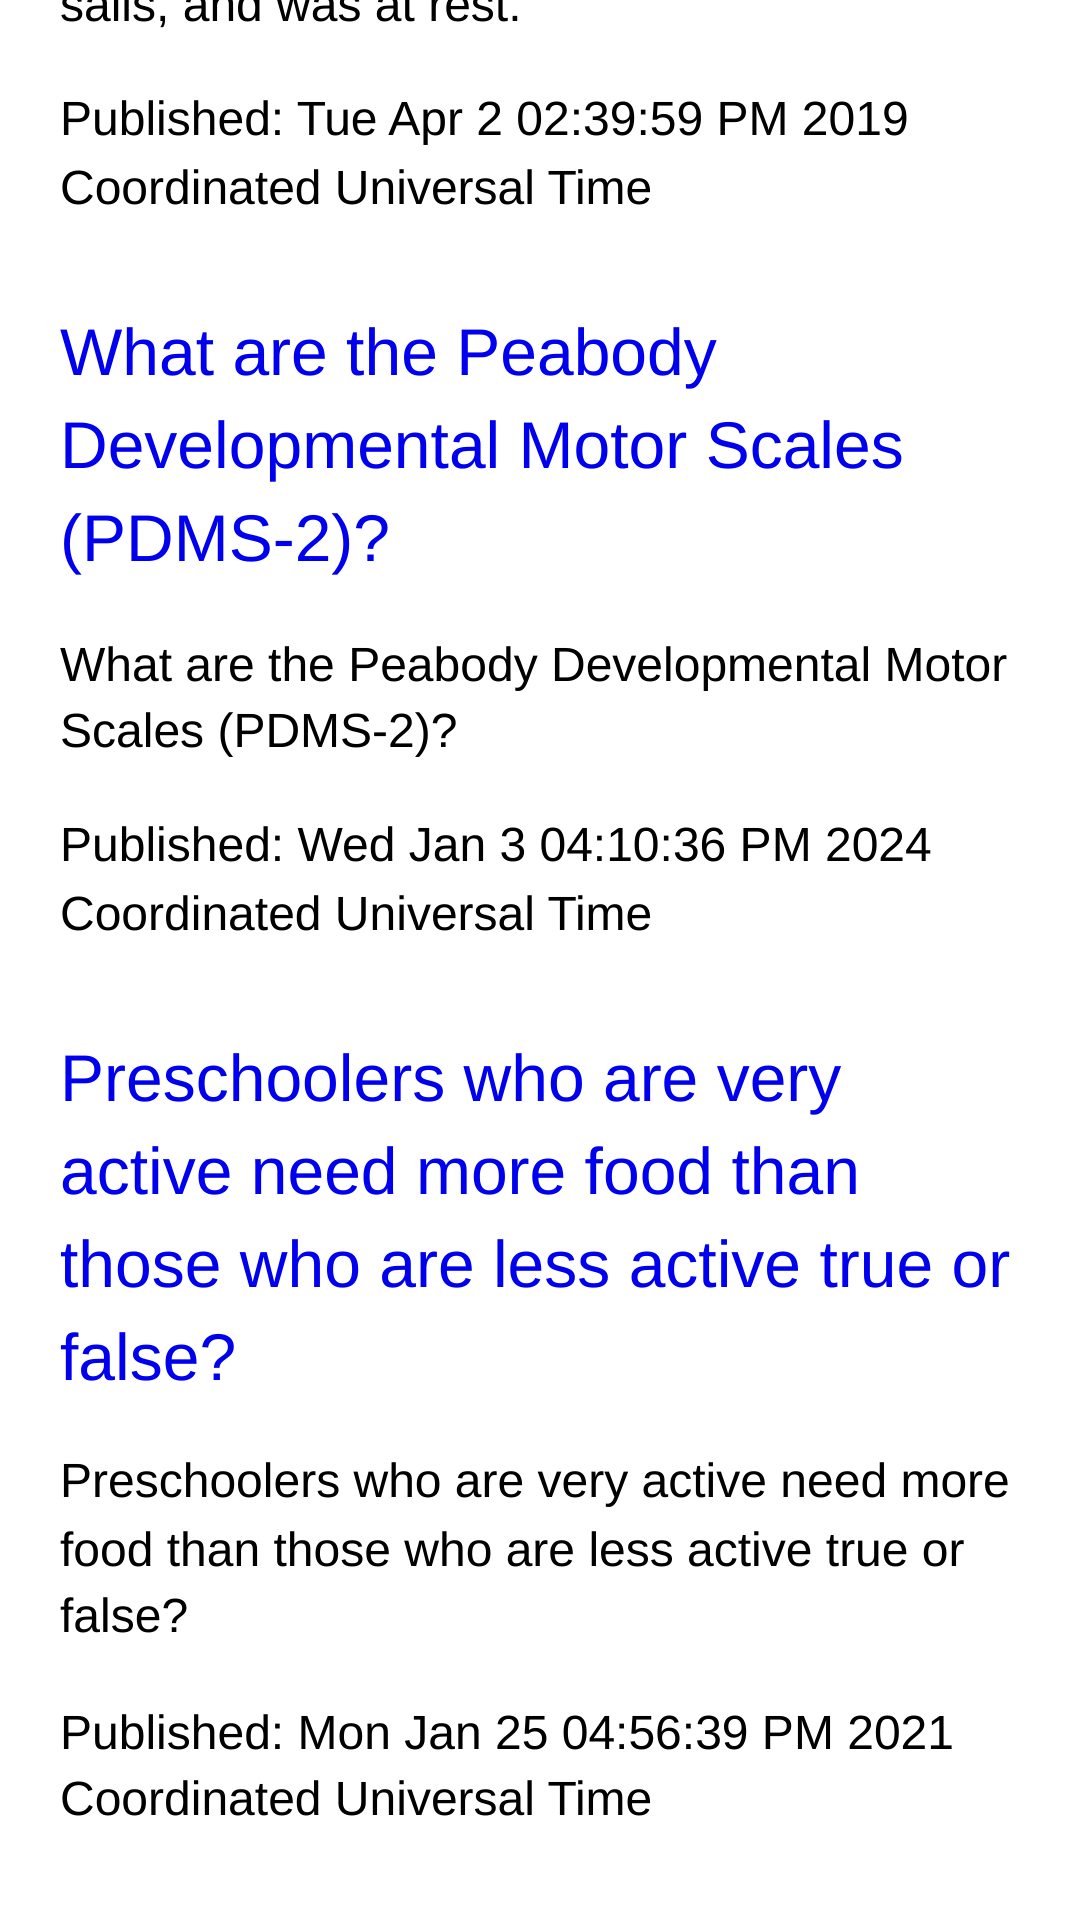 sails, and was at rest.
Published: Tue Apr 2 02:39:59 PM 2019
Coordinated Universal Time
What are the Peabody
Developmental Motor Scales
(PDMS-2)?
What are the Peabody Developmental Motor
Scales (PDMS-2)?
Published: Wed Jan 3 04:10:36 PM 2024
Coordinated Universal Time
Preschoolers who are very
active need more food than
those who are less active true or
false?
Preschoolers who are very active need more
food than those who are less active true or
false?
Published: Mon Jan 25 04:56:39 PM 2021
Coordinated Universal Time